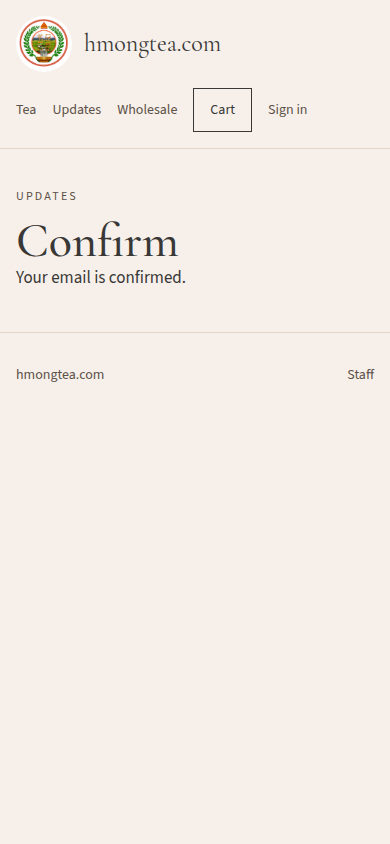 hmongtea.com
Tea Updates Wholesale Cart Sign in
UPDATES
Confirm
Your email is confirmed.
hmongtea.com Staff